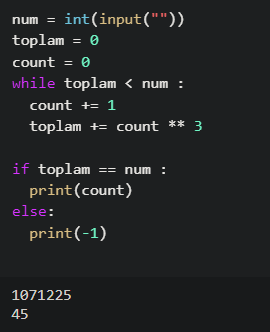 num = int(input(""))
toplam = 0
count = 0
while toplam < num :
  count += 1
  toplam += count ** 3

if toplam == num :
  print(count)
else:
  print(-1)

1071225
45